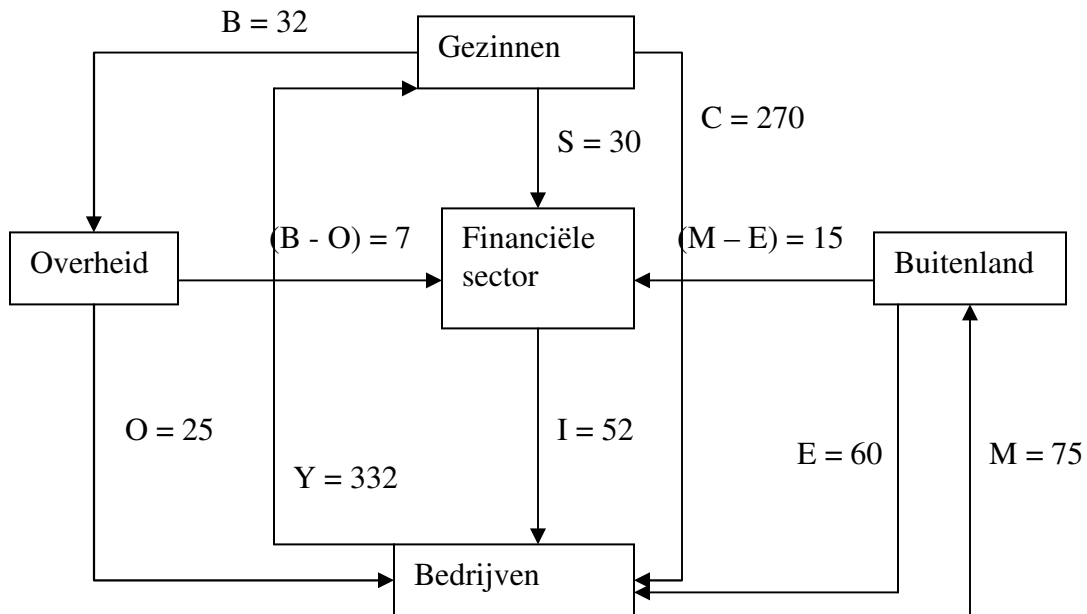 B = 32
Gezinnen
C = 270
S = 30
(B - O) = 7
Financiële
sector
(M – E) = 15
Overheid
Buitenland
O = 25
I = 52
E = 60
M = 75
Y = 332
Bedrijven